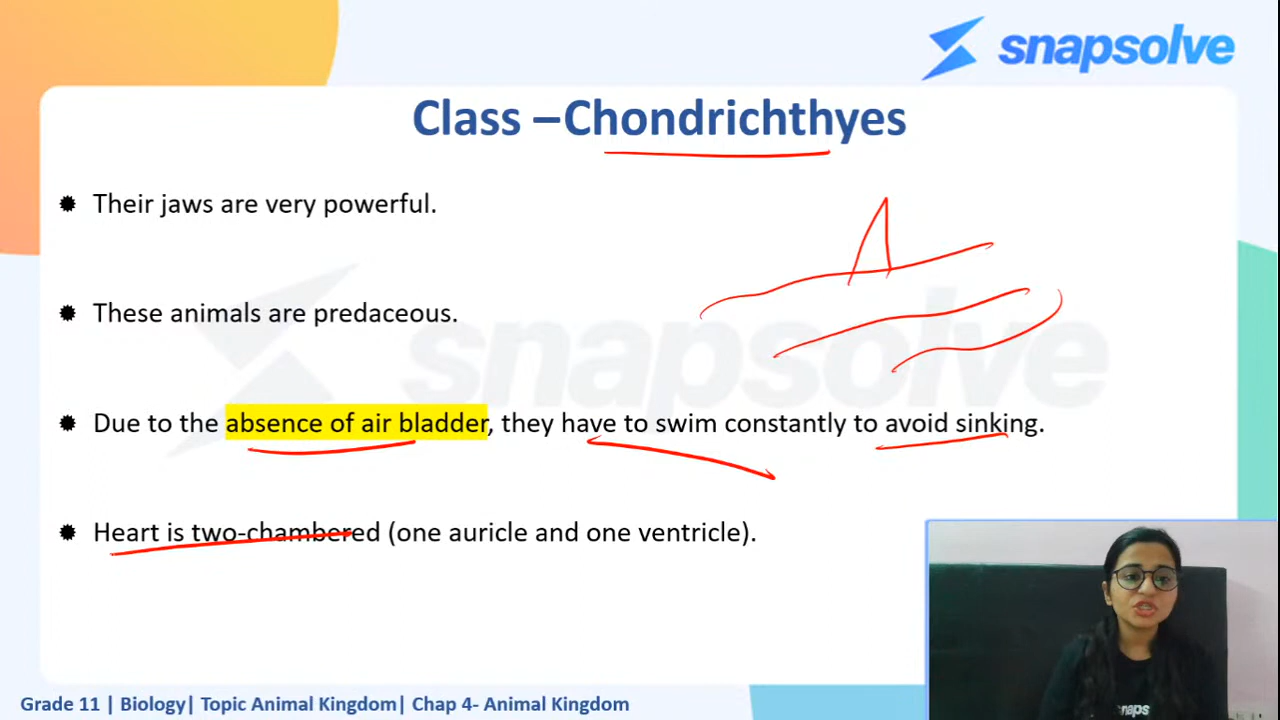 snapsolve
Class –Chondrichthyes
Their jaws are very powerful.
These animals are predaceous.
Due to the absence of air bladder, they have to swim constantly to avoid sinking.
Heart is two-chambered (one auricle and one ventricle).
snapsolve
snaps
Grade 11 | Biology| Topic Animal Kingdom| Chap 4- Animal Kingdom